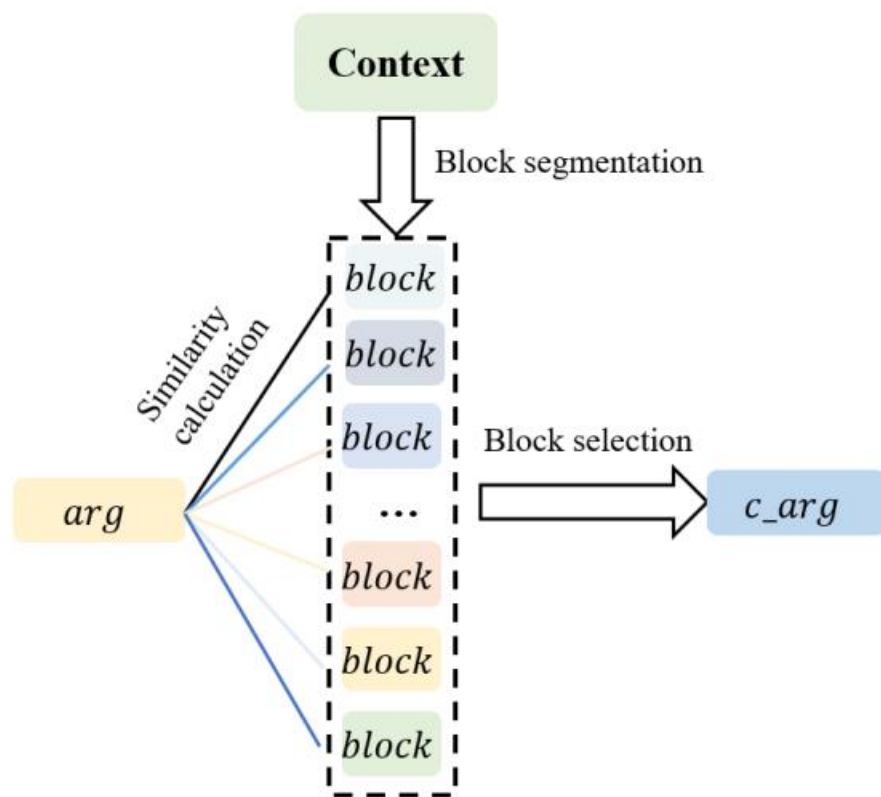 Context
Block segmentation
block
block
block
...
block
block
block
Similarity
calculation
arg
Block selection
c_arg